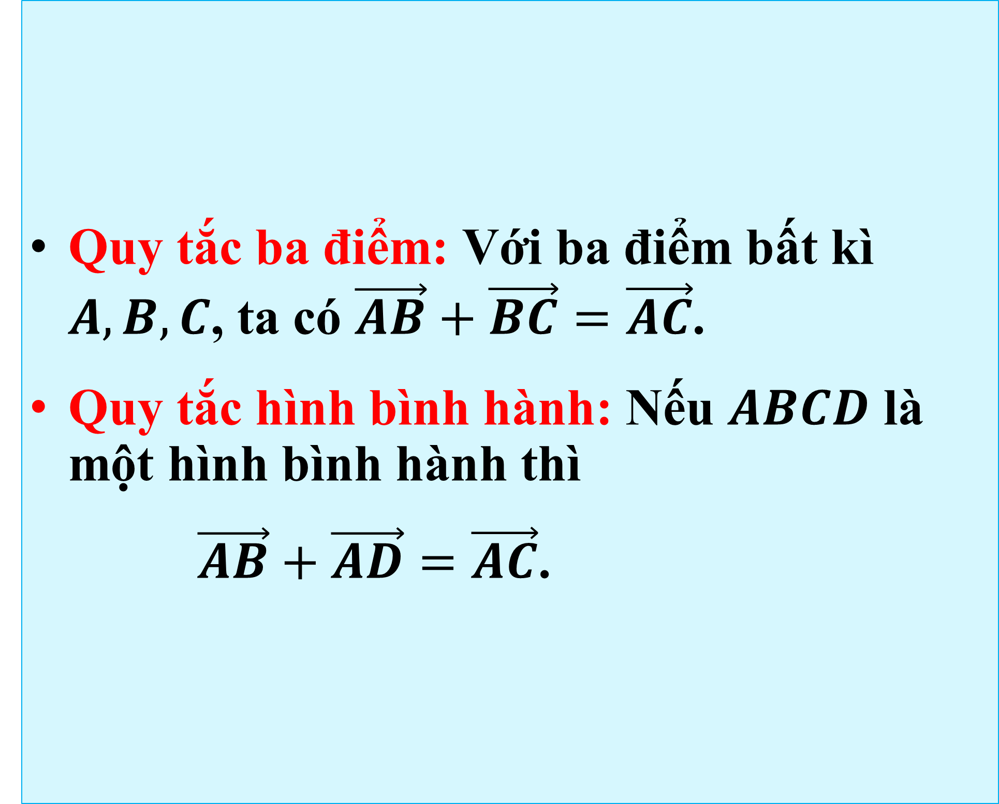 • Quy tắc ba điểm: Với ba điểm bất kì
A, B, C, ta có $\overrightarrow{AB} + \overrightarrow{BC} = \overrightarrow{AC}$.
• Quy tắc hình bình hành: Nếu ABCD là
một hình bình hành thì
$\overrightarrow{AB} + \overrightarrow{AD} = \overrightarrow{AC}$.